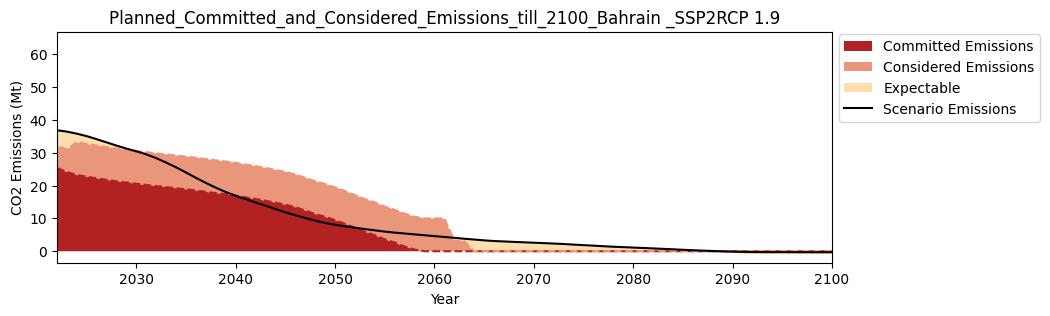 Planned_Committed_and_Considered_Emissions_till_2100_Bahrain _SSP2RCP 1.9
Committed Emissions
Considered Emissions
Expectable
Scenario Emissions
CO2 Emissions (Mt)
60
50
40
30
20
10
0
2030 2040 2050 2060 2070 2080 2090 2100
Year